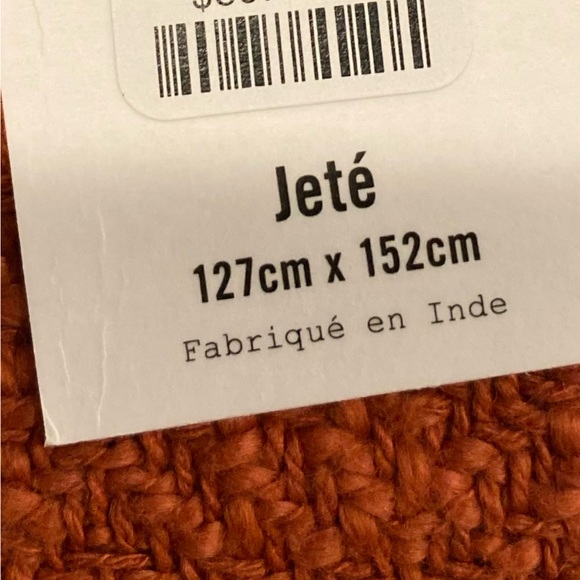 Jeté
127cm x 152cm
Fabriqué en Inde